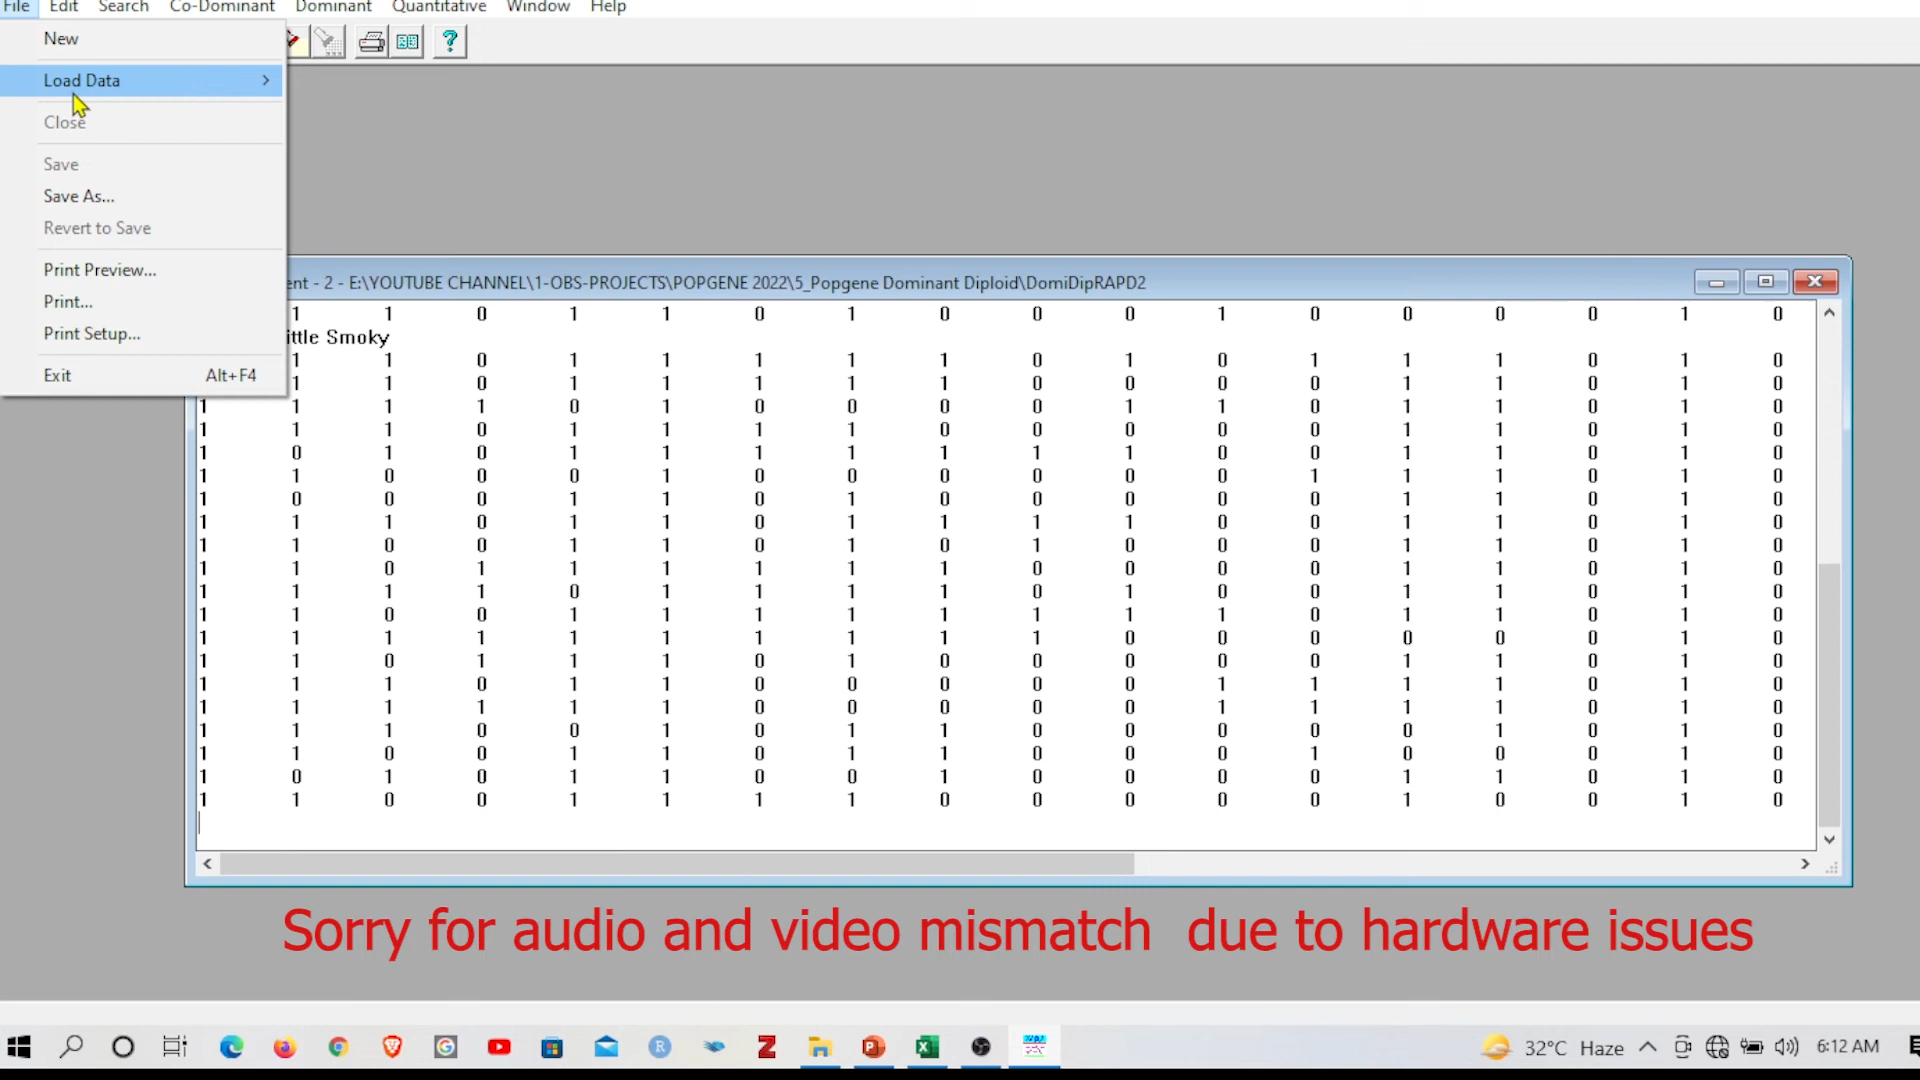 File Edit Search Co-Dominant Dominant Quantitative Window Help
New
Load Data
Close
Save
Save As...
Revert to Save
Print Preview...
Print...
Print Setup...
Exit Alt+F4
ent - 2 - E:\YOUTUBE CHANNEL\1-OBS-PROJECTS\POPGENE 2022\5_Popgene Dominant Diploid\DomiDipRAPD2
1 1 0 1 1 0 1 0 0 0 1 0 0 0 0 1 0
ittle Smoky
1 1 0 1 1 1 1 1 0 1 0 1 1 1 0 1 0
1 1 0 1 1 1 1 0 0 0 0 0 1 1 0 1 0
1 1 1 1 0 1 0 0 0 0 1 1 0 1 1 0 1 0
1 1 1 0 1 1 1 1 0 0 0 0 0 1 1 0 1 0
1 0 1 0 1 1 1 1 1 1 1 0 0 1 1 0 1 0
1 1 0 0 0 1 0 0 0 0 0 0 1 1 1 0 1 0
1 0 0 0 1 1 0 1 0 0 0 0 0 1 1 0 1 0
1 1 1 0 1 1 0 1 1 1 1 0 0 1 1 0 1 0
1 1 0 0 1 1 0 1 0 1 0 0 0 1 1 0 1 0
1 1 0 1 1 1 1 1 1 0 0 0 0 1 1 0 1 0
1 1 1 1 0 1 1 1 1 0 1 0 0 1 1 0 1 0
1 1 0 0 1 1 1 1 1 1 1 1 0 1 1 0 1 0
1 1 1 1 1 1 1 1 1 1 0 0 0 0 0 0 1 0
1 1 0 1 1 1 0 1 0 0 0 0 0 1 1 0 1 0
1 1 1 0 1 1 0 0 0 0 0 1 1 1 1 0 1 0
1 1 1 1 1 1 0 0 0 0 0 1 1 1 1 0 1 0
1 1 1 0 0 1 0 1 1 0 0 0 0 0 1 0 1 0
1 1 0 0 1 1 0 1 1 0 0 0 1 0 0 0 1 0
1 0 1 0 1 1 0 0 1 0 0 0 0 1 1 0 1 0
1 1 0 0 1 1 1 1 0 0 0 0 0 1 0 0 1 0
Sorry for audio and video mismatch due to hardware issues
32°C Haze 6:12 AM